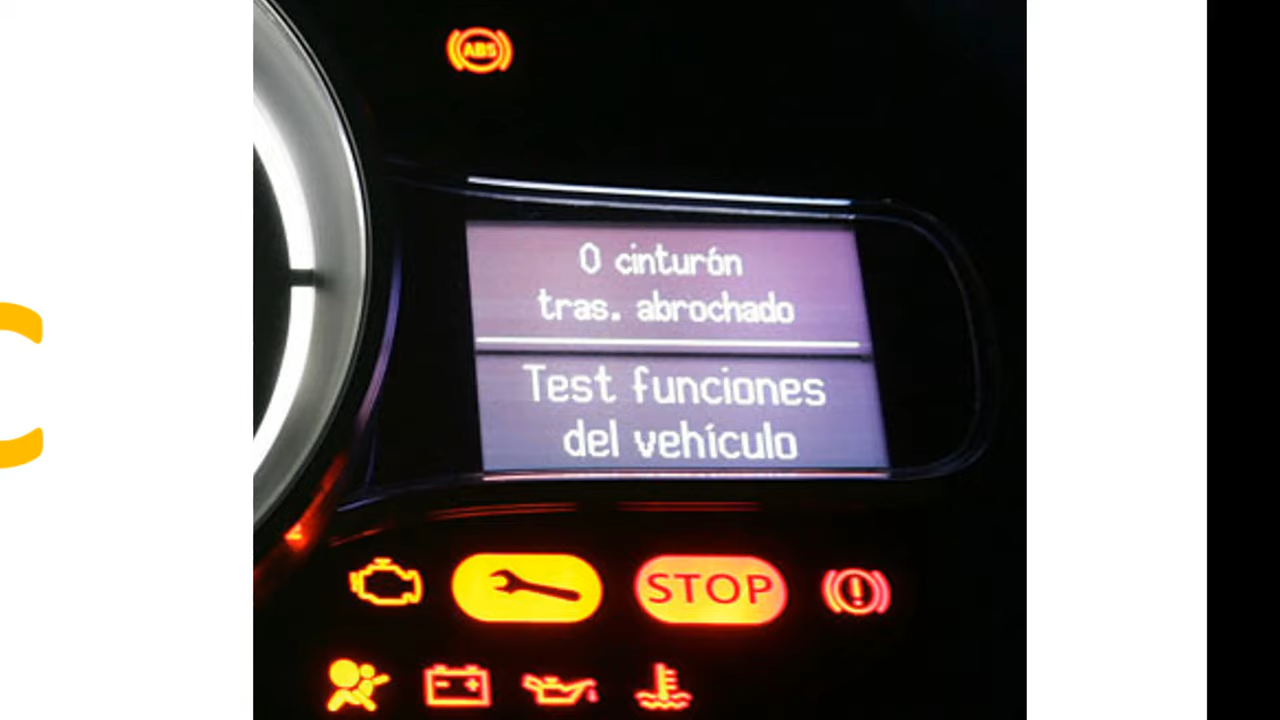 ABS
0 cinturón
tras. abrochado
Test funciones
del vehículo
STOP